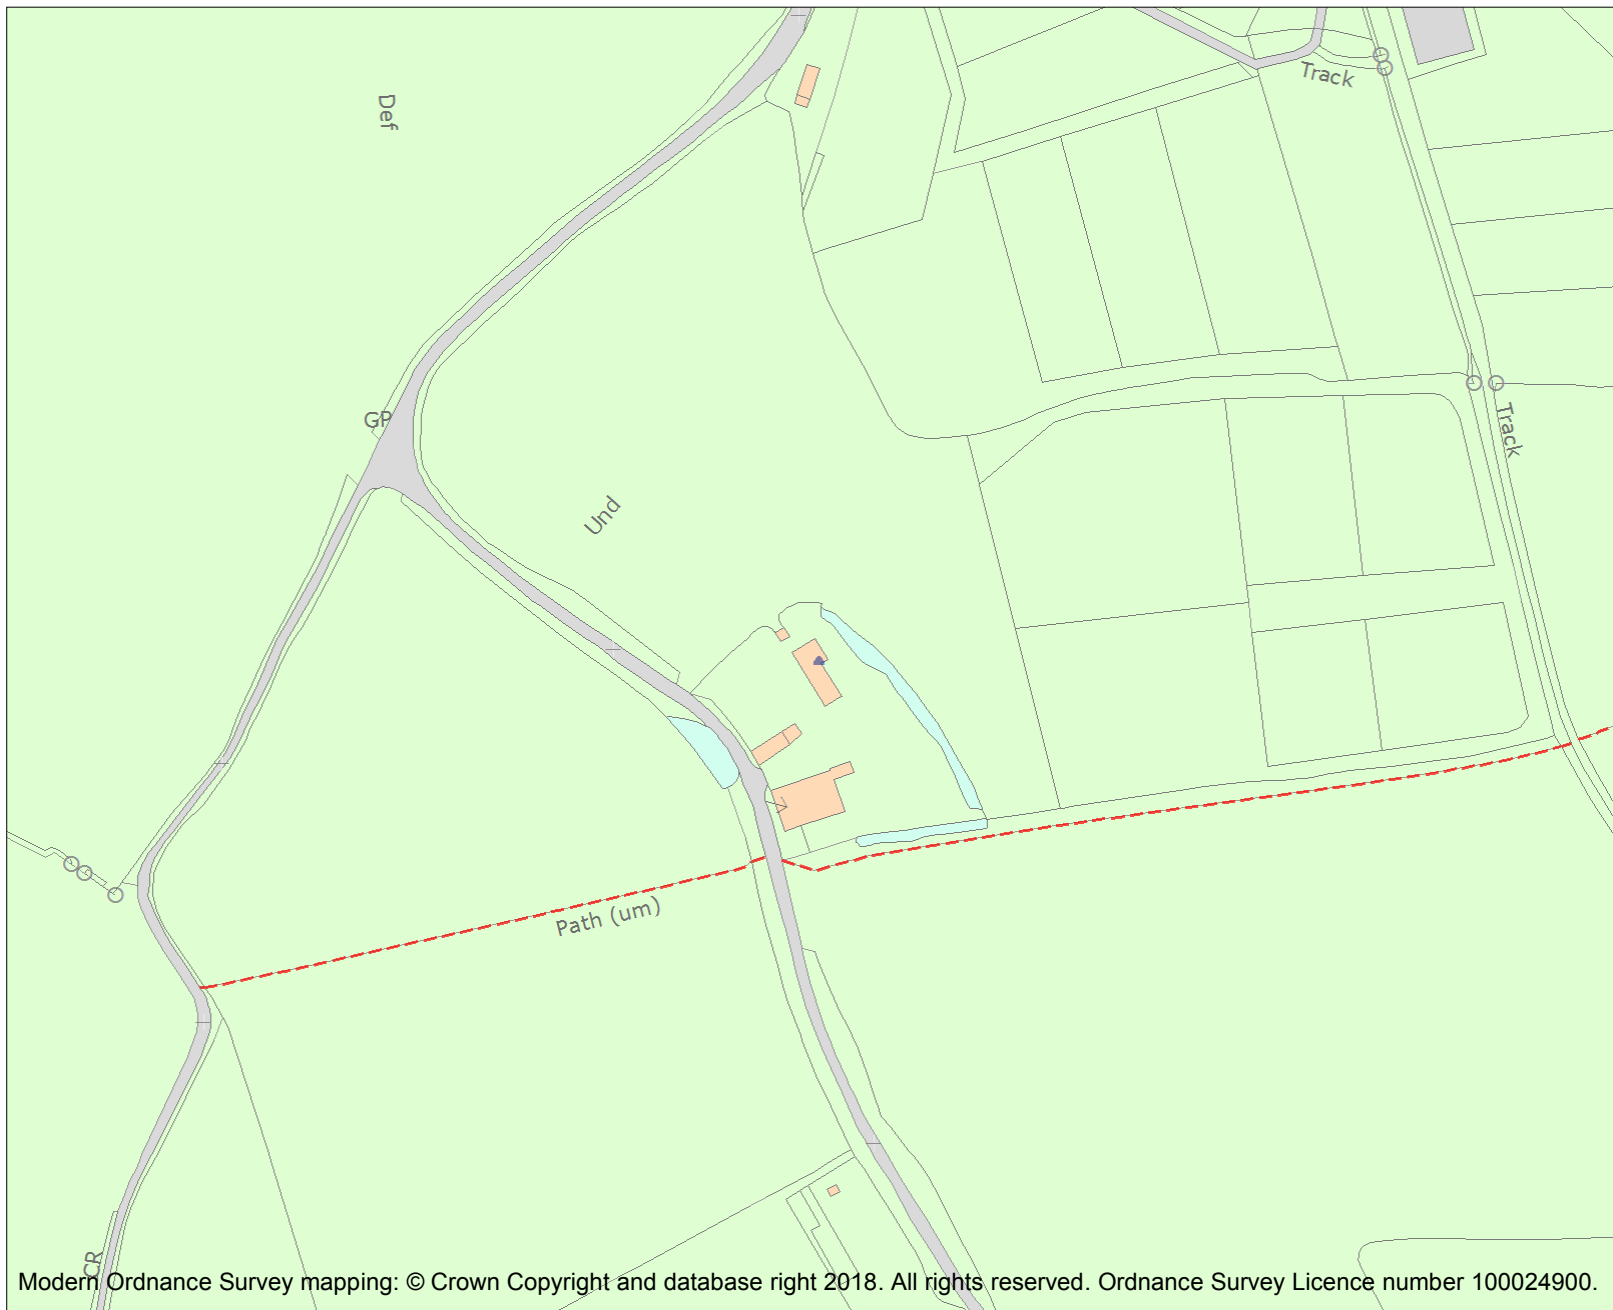 Track
Def
GP
Track
Und
Path (um)
CR
Modern Ordnance Survey mapping: © Crown Copyright and database right 2018. All rights reserved. Ordnance Survey Licence number 100024900.